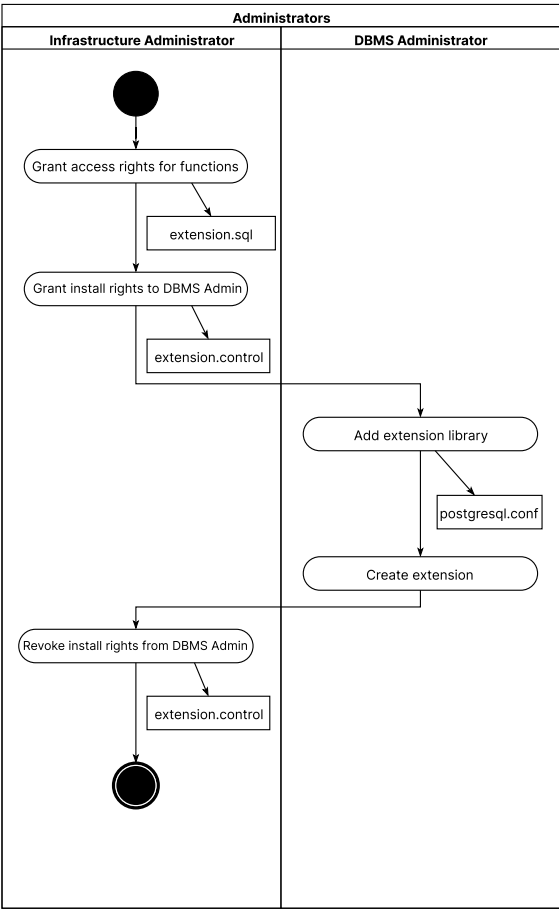 Administrators
Infrastructure Administrator
DBMS Administrator
Grant access rights for functions
extension.sql
Grant install rights to DBMS Admin
extension.control
Add extension library
postgresql.conf
Create extension
Revoke install rights from DBMS Admin
extension.control